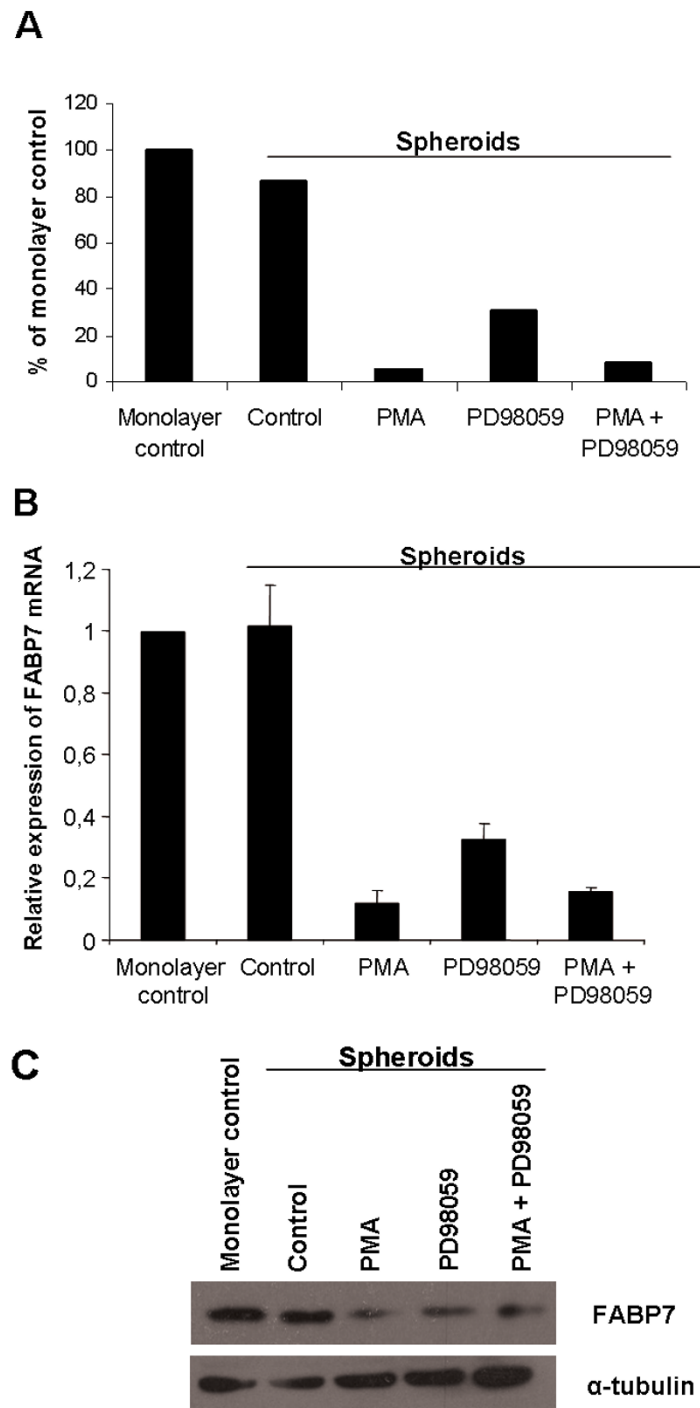 A
Spheroids
% of monolayer control
120
100
80
60
40
20
0
Monolayer control
Control
PMA
PD98059
PMA + PD98059
B
Spheroids
Relative expression of FABP7 mRNA
1,2
1
0,8
0,6
0,4
0,2
0
Monolayer control
Control
PMA
PD98059
PMA + PD98059
C
Spheroids
Monolayer control
Control
PMA
PD98059
PMA + PD98059
FABP7
α-tubulin